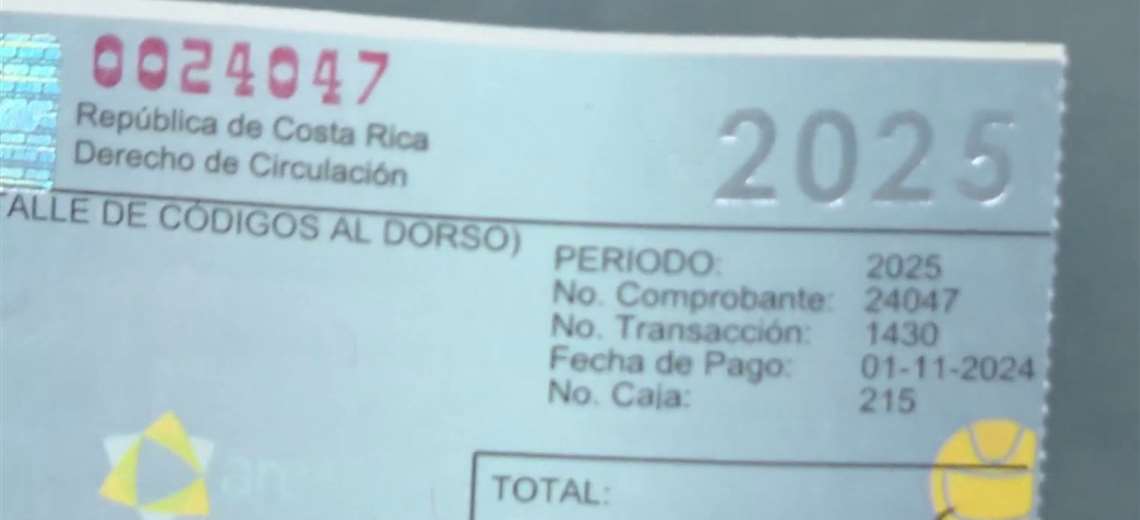 0024047
República de Costa Rica
Derecho de Circulación
2025
TALLE DE CÓDIGOS AL DORSO)
PERIODO: 2025
No. Comprobante: 24047
No. Transacción: 1430
Fecha de Pago: 01-11-2024
No. Caja: 215
TOTAL: